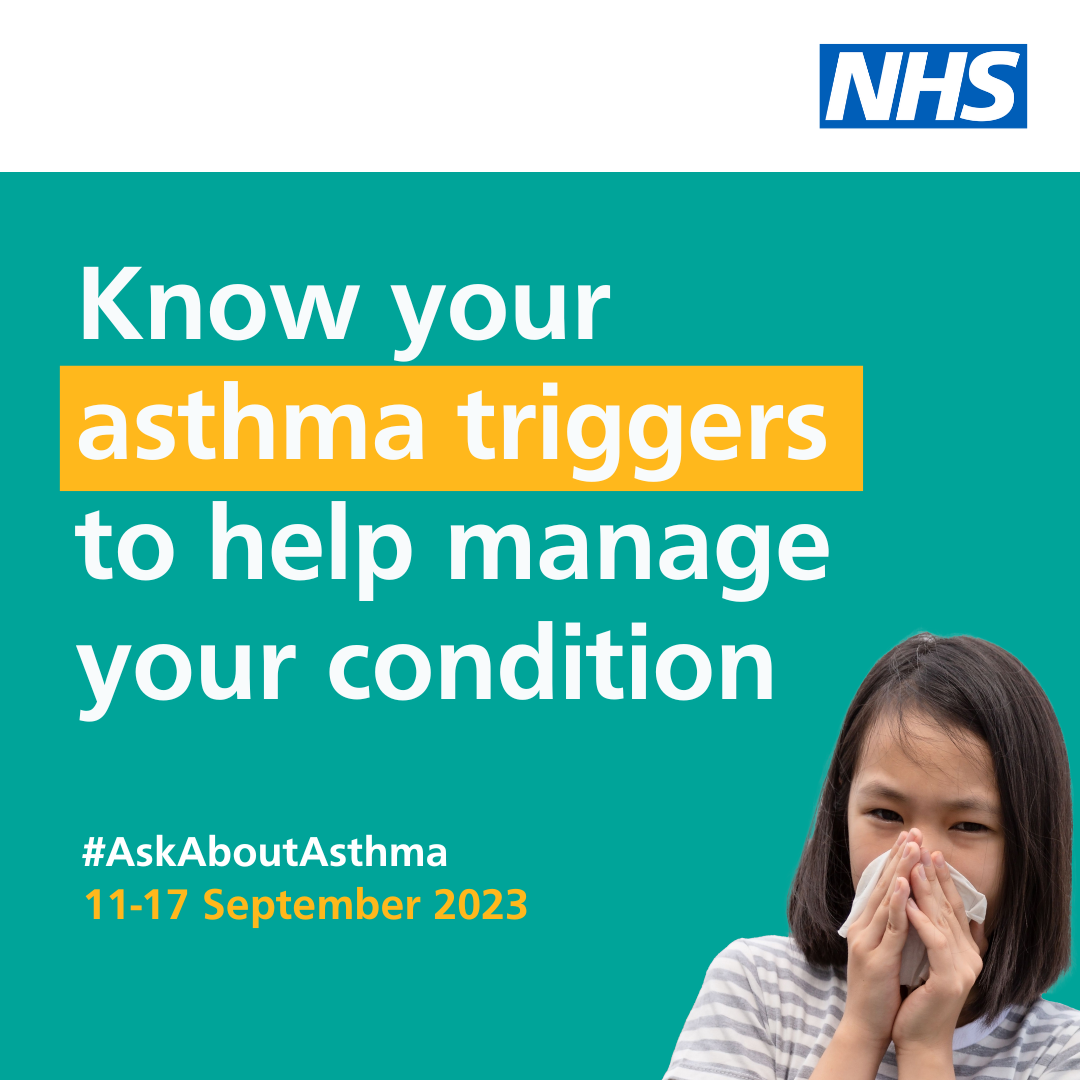 NHS
Know your
asthma triggers
to help manage
your condition
#AskAboutAsthma
11-17 September 2023